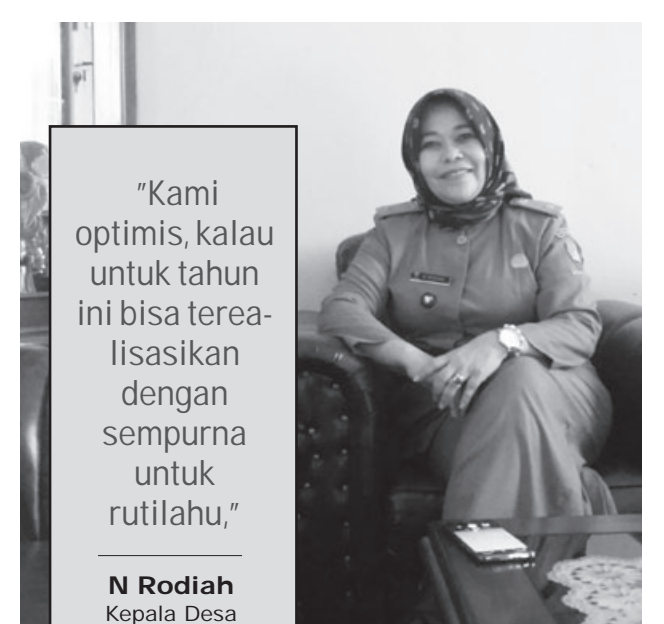 "Kami
optimis, kalau
untuk tahun
ini bisa terea-
lisasikan
dengan
sempurna
untuk
rutilahu,"
N Rodiah
Kepala Desa